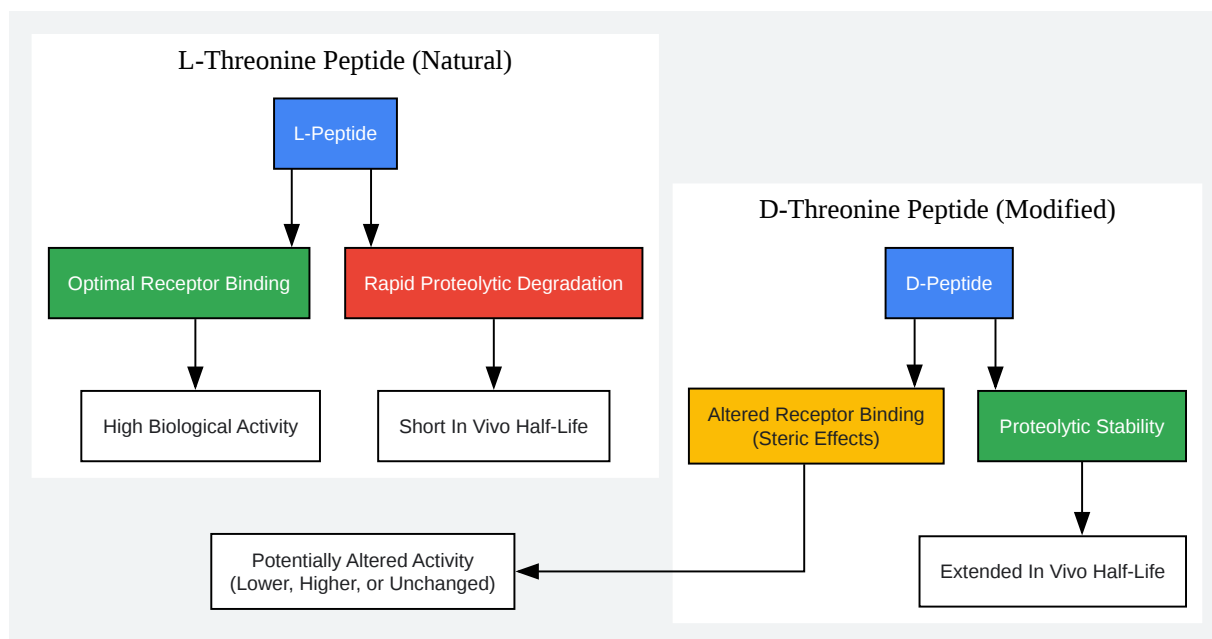 L-Threonine Peptide (Natural)
L-Peptide
Optimal Receptor Binding
Rapid Proteolytic Degradation
High Biological Activity
Short In Vivo Half-Life
D-Threonine Peptide (Modified)
D-Peptide
Altered Receptor Binding
(Steric Effects)
Proteolytic Stability
Potentially Altered Activity
(Lower, Higher, or Unchanged)
Extended In Vivo Half-Life